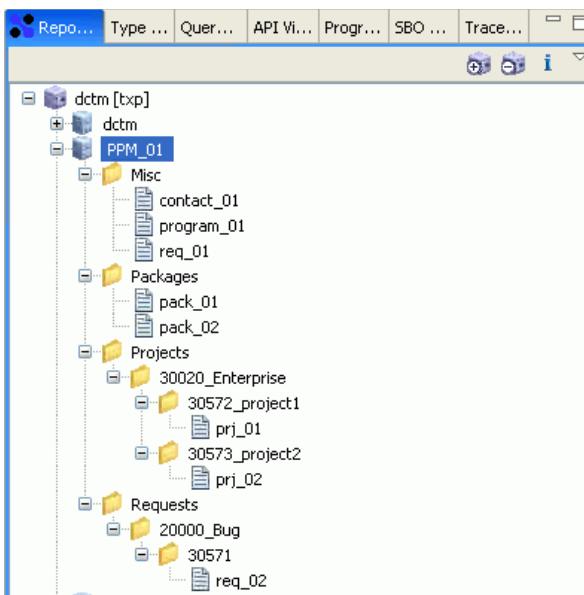 Repo... Type ... Quer... API Vi... Progr... SBO ... Trace...
i
dctm [txp]
dctm
PPM_01
Misc
contact_01
program_01
req_01
Packages
pack_01
pack_02
Projects
30020_Enterprise
30572_project1
prj_01
30573_project2
prj_02
Requests
20000_Bug
30571
req_02